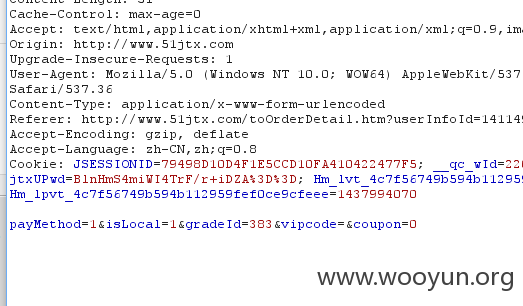 Content-Length: 51
Cache-Control: max-age=0
Accept: text/html,application/xhtml+xml,application/xml;q=0.9,ima
Origin: http://www.51jtx.com
Upgrade-Insecure-Requests: 1
User-Agent: Mozilla/5.0 (Windows NT 10.0; WOW64) AppleWebKit/537
Safari/537.36
Content-Type: application/x-www-form-urlencoded
Referer: http://www.51jtx.com/toOrderDetail.htm?userInfoId=141149
Accept-Encoding: gzip, deflate
Accept-Language: zh-CN,zh;q=0.8
Cookie: JSESSIONID=79498D10D4F1E5CCD10FA410422477F5; __qc_wId=220
jtxUPwd=BlnHmS4miWI4TrF/r+iDZA%3D%3D; Hm_lvt_4c7f56749b594b112959
Hm_lpvt_4c7f56749b594b112959fef0ce9cfeee=1437994070
payMethod=1&isLocal=1&gradeId=383&vipcode=&coupon=0
www.wooyun.org